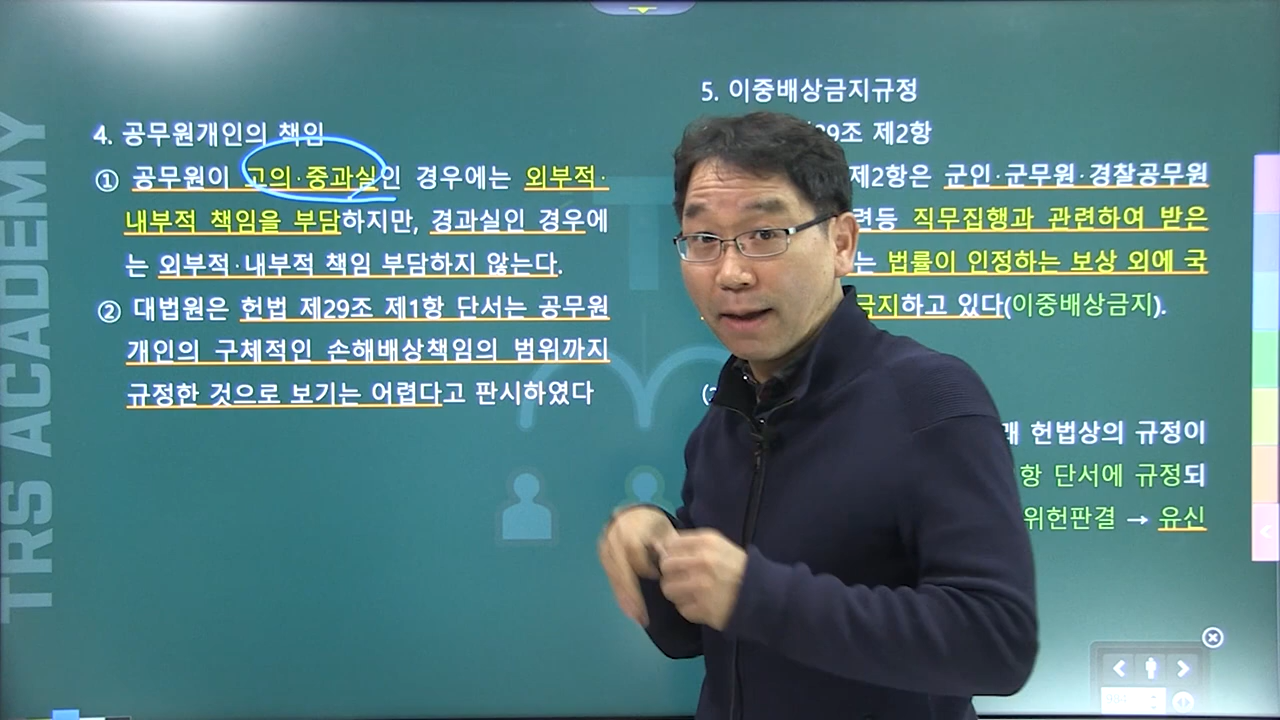 TRS ACADEMY
4. 공무원개인의 책임
① 공무원이 고의·중과실인 경우에는 외부적·
내부적 책임을 부담하지만, 경과실인 경우에
는 외부적·내부적 책임 부담하지 않는다.
② 대법원은 헌법 제29조 제1항 단서는 공무원
개인의 구체적인 손해배상책임의 범위까지
규정한 것으로 보기는 어렵다고 판시하였다
5. 이중배상금지규정
제2항
제2항은 군인·군무원·경찰공무원
직무집행과 관련하여 받은
는 법률이 인정하는 보상 외에 국
금지하고 있다(이중배상금지).
헌법상의 규정이
항 단서에 규정되
위헌판결 → 유신